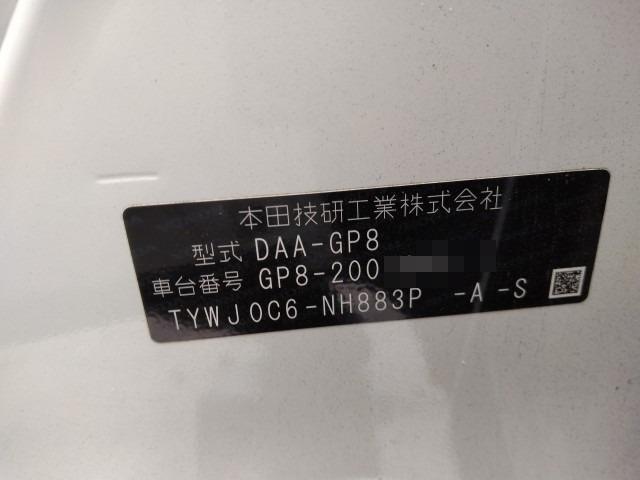 本田技研工業株式会社
型式 DAA-GP8
車台番号 GP8-200
TYWJ0C6-NH883P -A -S